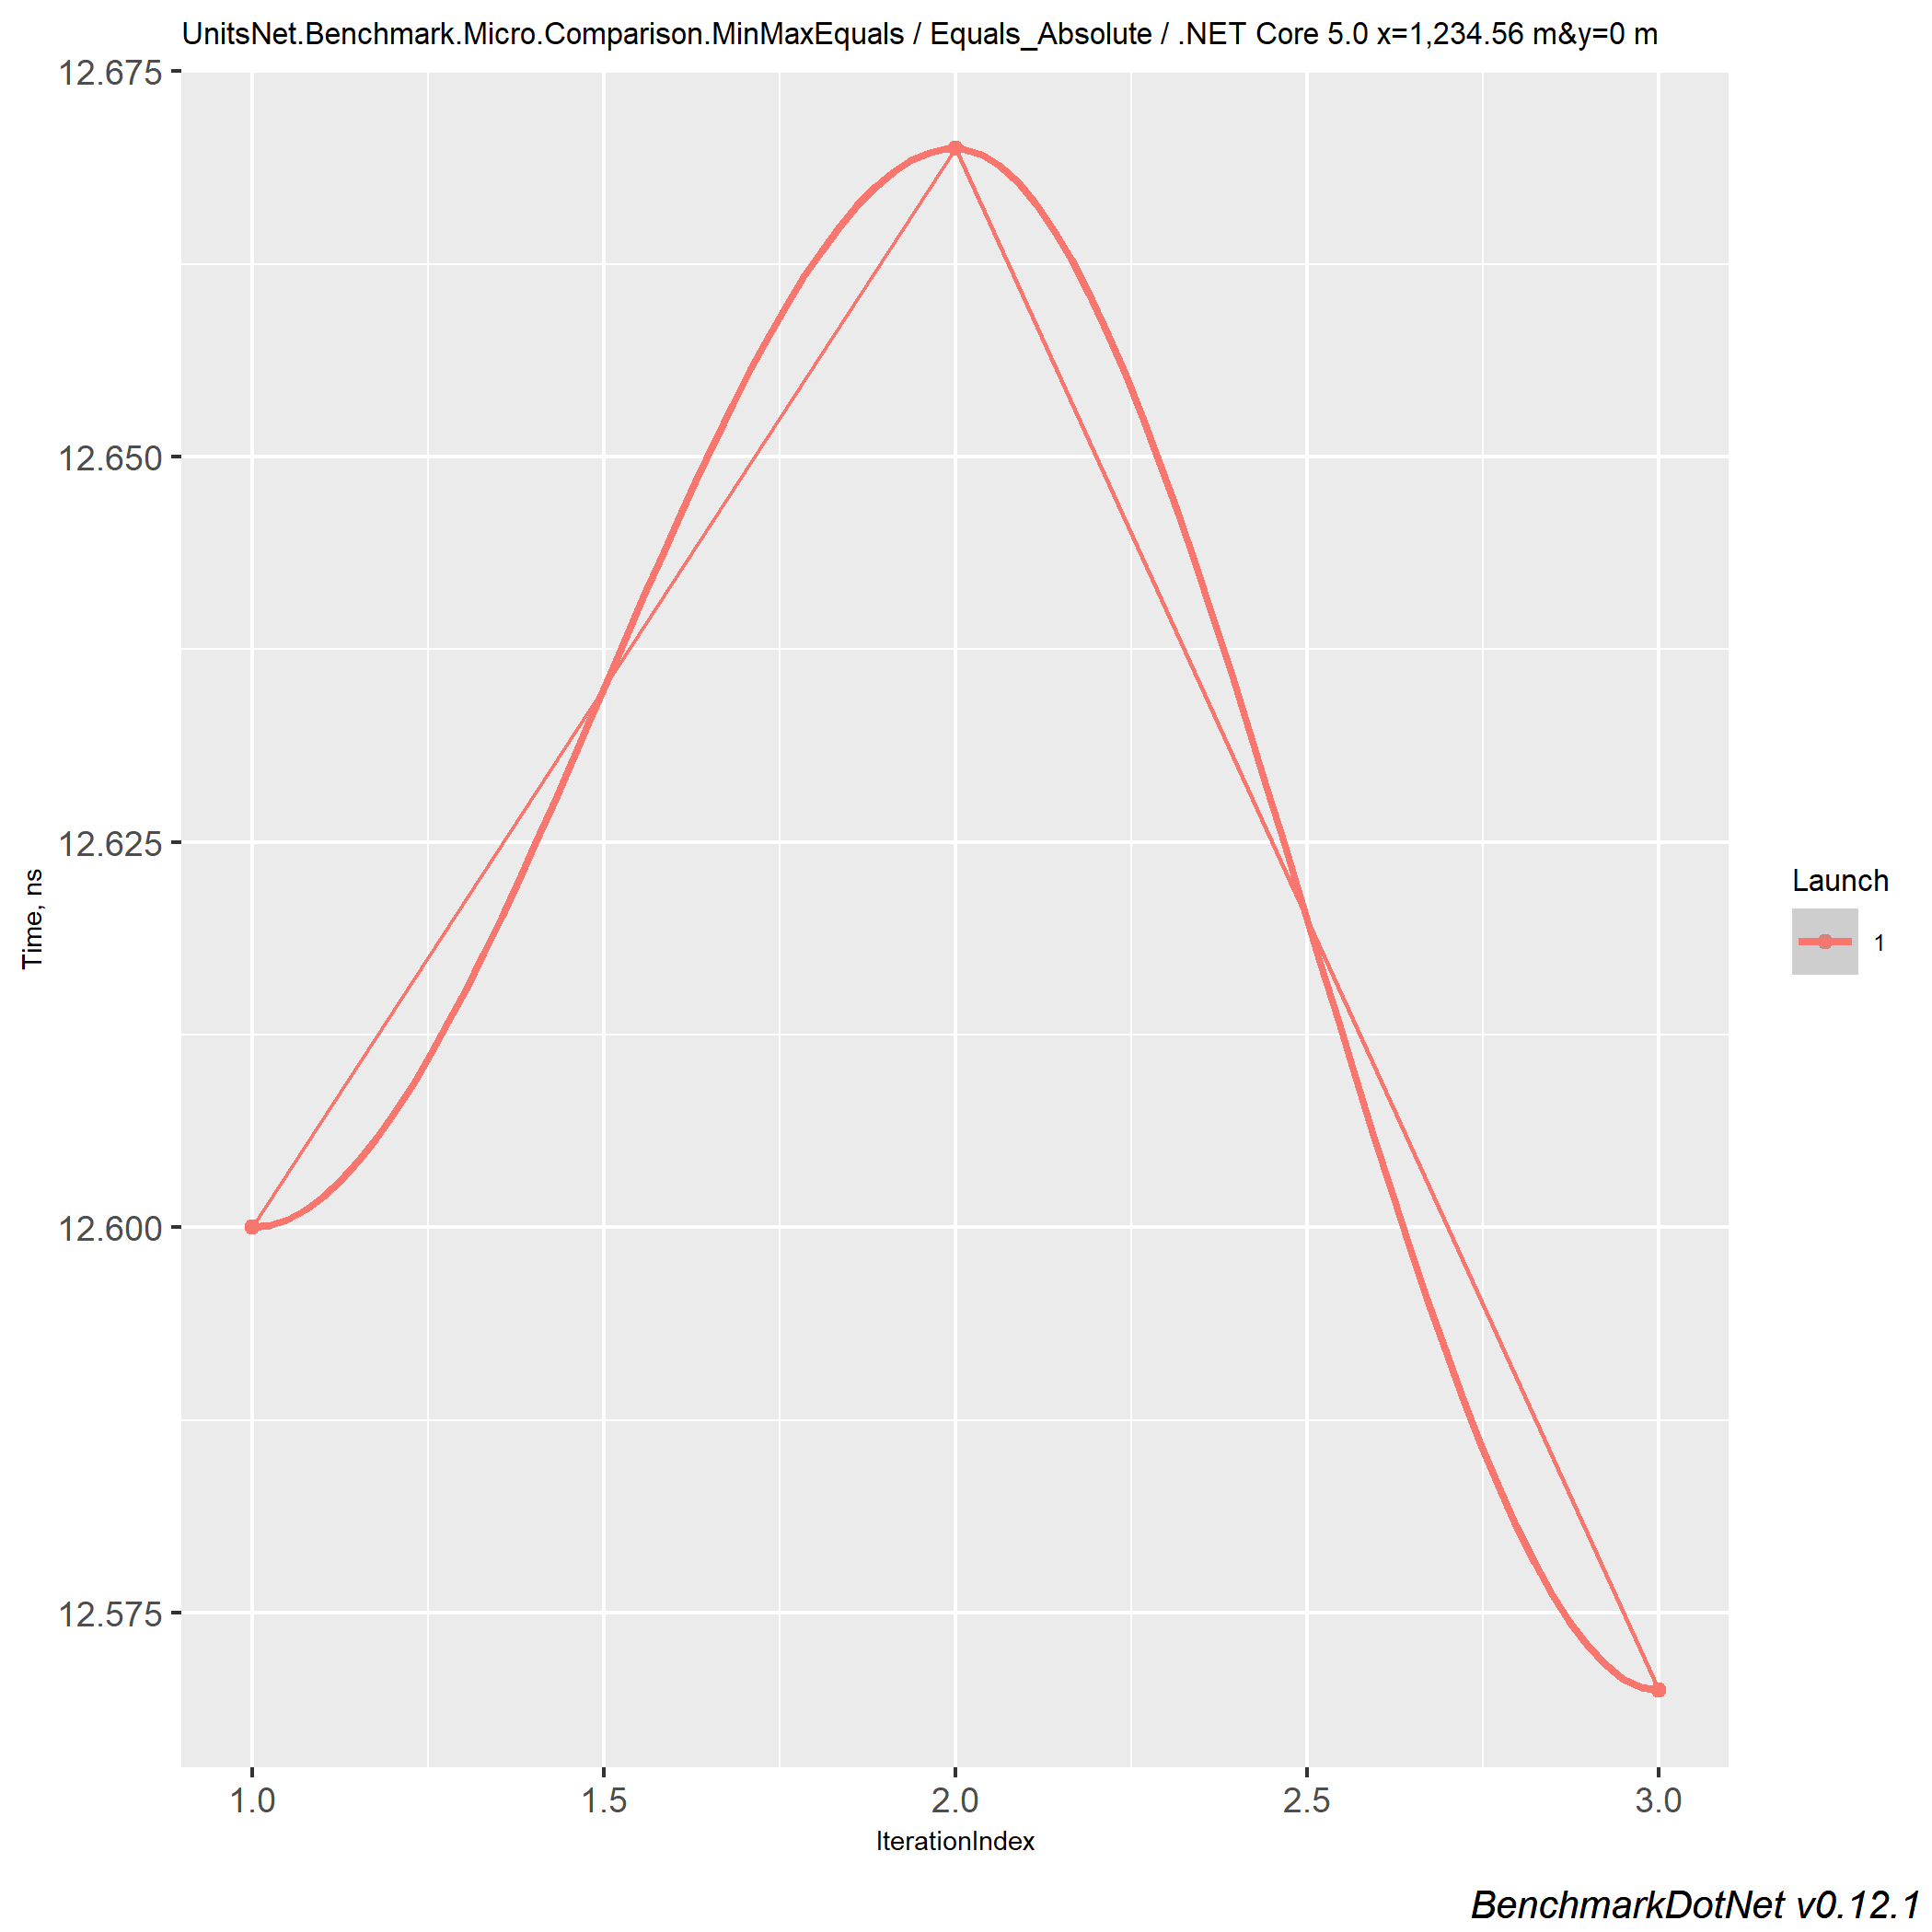 UnitsNet.Benchmark.Micro.Comparison.MinMaxEquals / Equals_Absolute / .NET Core 5.0 x=1,234.56 m&y=0 m
12.675
12.650
12.625
12.600
12.575
Time, ns
1.0 1.5 2.0 2.5 3.0
IterationIndex
Launch
1
BenchmarkDotNet v0.12.1